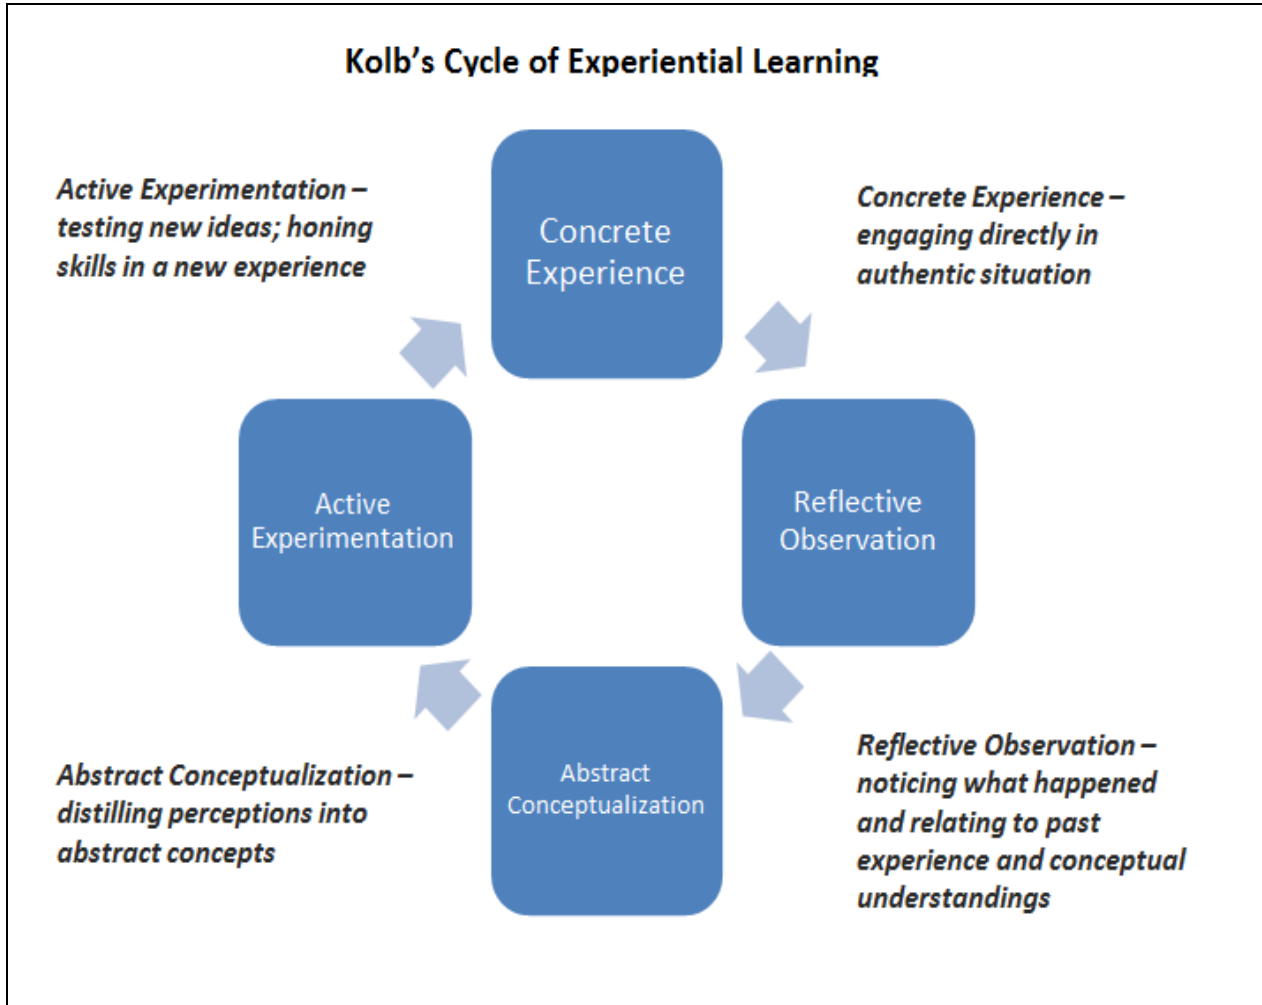 Kolb's Cycle of Experiential Learning
Active Experimentation –
testing new ideas; honing
skills in a new experience
Concrete
Experience
Concrete Experience –
engaging directly in
authentic situation
Active
Experimentation
Reflective
Observation
Abstract Conceptualization –
distilling perceptions into
abstract concepts
Abstract
Conceptualization
Reflective Observation –
noticing what happened
and relating to past
experience and conceptual
understandings